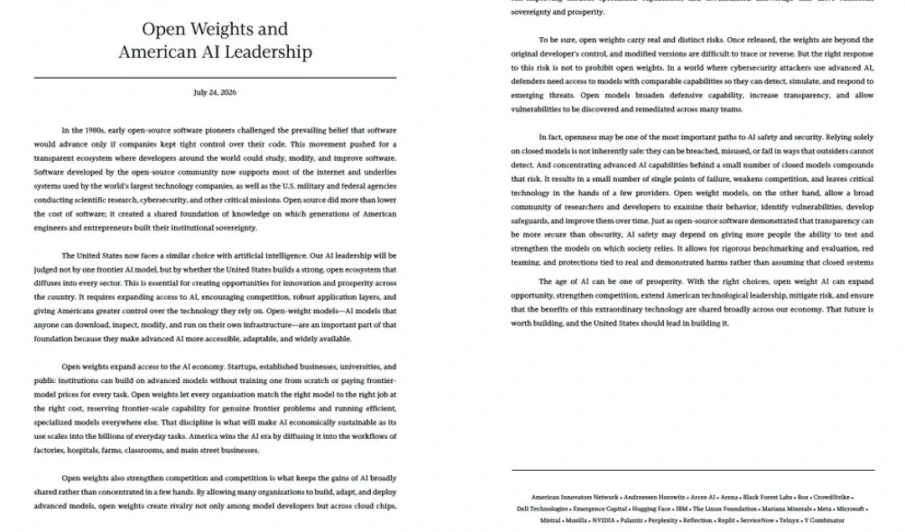 Open Weights and
American AI Leadership
July 24, 2026
In the 1980s, early open-source software pioneers challenged the prevailing belief that software
would advance only if companies kept tight control over their code. This movement pushed for a
transparent ecosystem where developers around the world could study, modify, and improve software.
Software developed by the open-source community now supports most of the internet and underlies
systems used by the world's largest technology companies, as well as the U.S. military and federal agencies
conducting scientific research, cybersecurity, and other critical missions. Open source did more than lower
the cost of software; it created a shared foundation of knowledge on which generations of American
engineers and entrepreneurs built their institutional sovereignty.
The United States now faces a similar choice with artificial intelligence. Our AI leadership will be
judged not by one frontier AI model, but by whether the United States builds a strong, open ecosystem that
diffuses into every sector. This is essential for creating opportunities for innovation and prosperity across
the country. It requires expanding access to AI, encouraging competition, robust application layers, and
giving Americans greater control over the technology they rely on. Open-weight models—AI models that
anyone can download, inspect, modify, and run on their own infrastructure—are an important part of that
foundation because they make advanced AI more accessible, adaptable, and widely available.
Open weights expand access to the AI economy. Startups, established businesses, universities, and
public institutions can build on advanced models without training one from scratch or paying frontier-
model prices for every task. Open weights let every organisation match the right model to the right job at
the right cost, reserving frontier-scale capability for genuine frontier problems and running efficient,
specialized models everywhere else. That discipline is what will make AI economically sustainable as its
use scales into the billions of everyday tasks. America wins the AI era by diffusing it into the workflows of
factories, hospitals, farms, classrooms, and main street businesses.
Open weights also strengthen competition and competition is what keeps the gains of AI broadly
shared rather than concentrated in a few hands. By allowing many organizations to build, adapt, and deploy
advanced models, open weights create rivalry not only among model developers but across cloud chips,
sovereignty and prosperity.
To be sure, open weights carry real and distinct risks. Once released, the weights are beyond the
original developer's control, and modified versions are difficult to trace or reverse. But the right response
to this risk is not to prohibit open weights. In a world where cybersecurity attackers use advanced AI,
defenders need access to models with comparable capabilities so they can detect, simulate, and respond to
emerging threats. Open models broaden defensive capability, increase transparency, and allow
vulnerabilities to be discovered and remediated across many teams.
In fact, openness may be one of the most important paths to AI safety and security. Relying solely
on closed models is not inherently safe: they can be breached, misused, or fail in ways that outsiders cannot
detect. And concentrating advanced AI capabilities behind a small number of closed models compounds
that risk. It results in a small number of single points of failure, weakens competition, and leaves critical
technology in the hands of a few providers. Open weight models, on the other hand, allow a broad
community of researchers and developers to examine their behavior, identify vulnerabilities, develop
safeguards, and improve them over time. Just as open-source software demonstrated that transparency can
be more secure than obscurity, AI safety may depend on giving more people the ability to test and
strengthen the models on which society relies. It allows for rigorous benchmarking and evaluation, red
teaming, and protections tied to real and demonstrated harms rather than assuming that closed systems
The age of AI can be one of prosperity. With the right choices, open weight AI can expand
opportunity, strengthen competition, extend American technological leadership, mitigate risk, and ensure
that the benefits of this extraordinary technology are shared broadly across our economy. That future is
worth building, and the United States should lead in building it.
American Innovators Network • Andreessen Horowitz • Arcee AI • Arena • Black Forest Labs • Box • CrowdStrike •
Dell Technologies • Emergence Capital • Hugging Face • IBM • The Linux Foundation • Mariana Minerals • Meta • Microsoft •
Mistral • Mozilla • NVIDIA • Palantir • Perplexity • Reflection • Replit • ServiceNow • Telnyx • Y Combinator